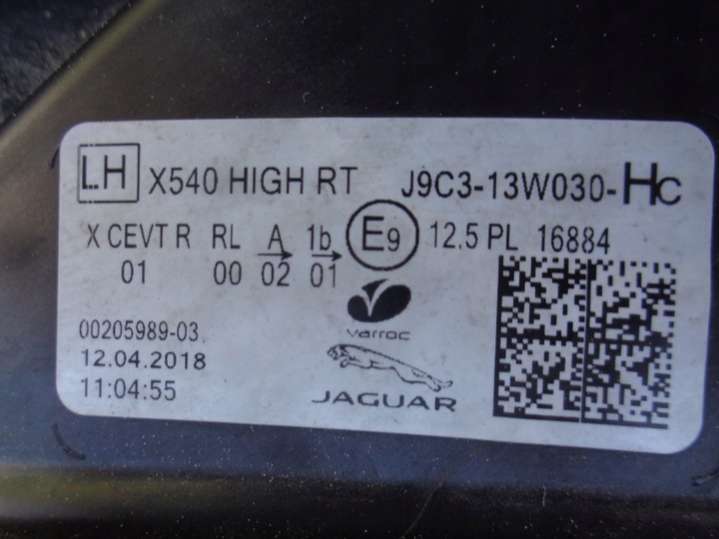 LH X540 HIGH RT J9C3-13W030-Hc
X CEVT R RL A 1b E9 12,5 PL 16884
01 00 02 01
varroc
00205989-03
12.04.2018
JAGUAR
11:04:55